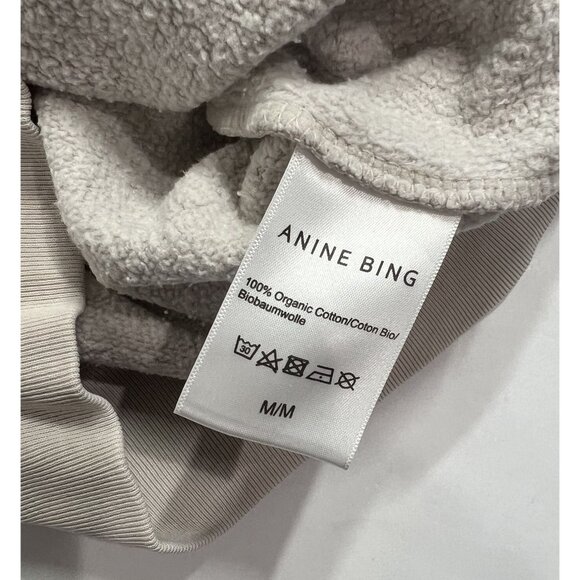 ANINE BING
100% Organic Cotton/Coton Bio/
Biobaumwolle
30
M/M